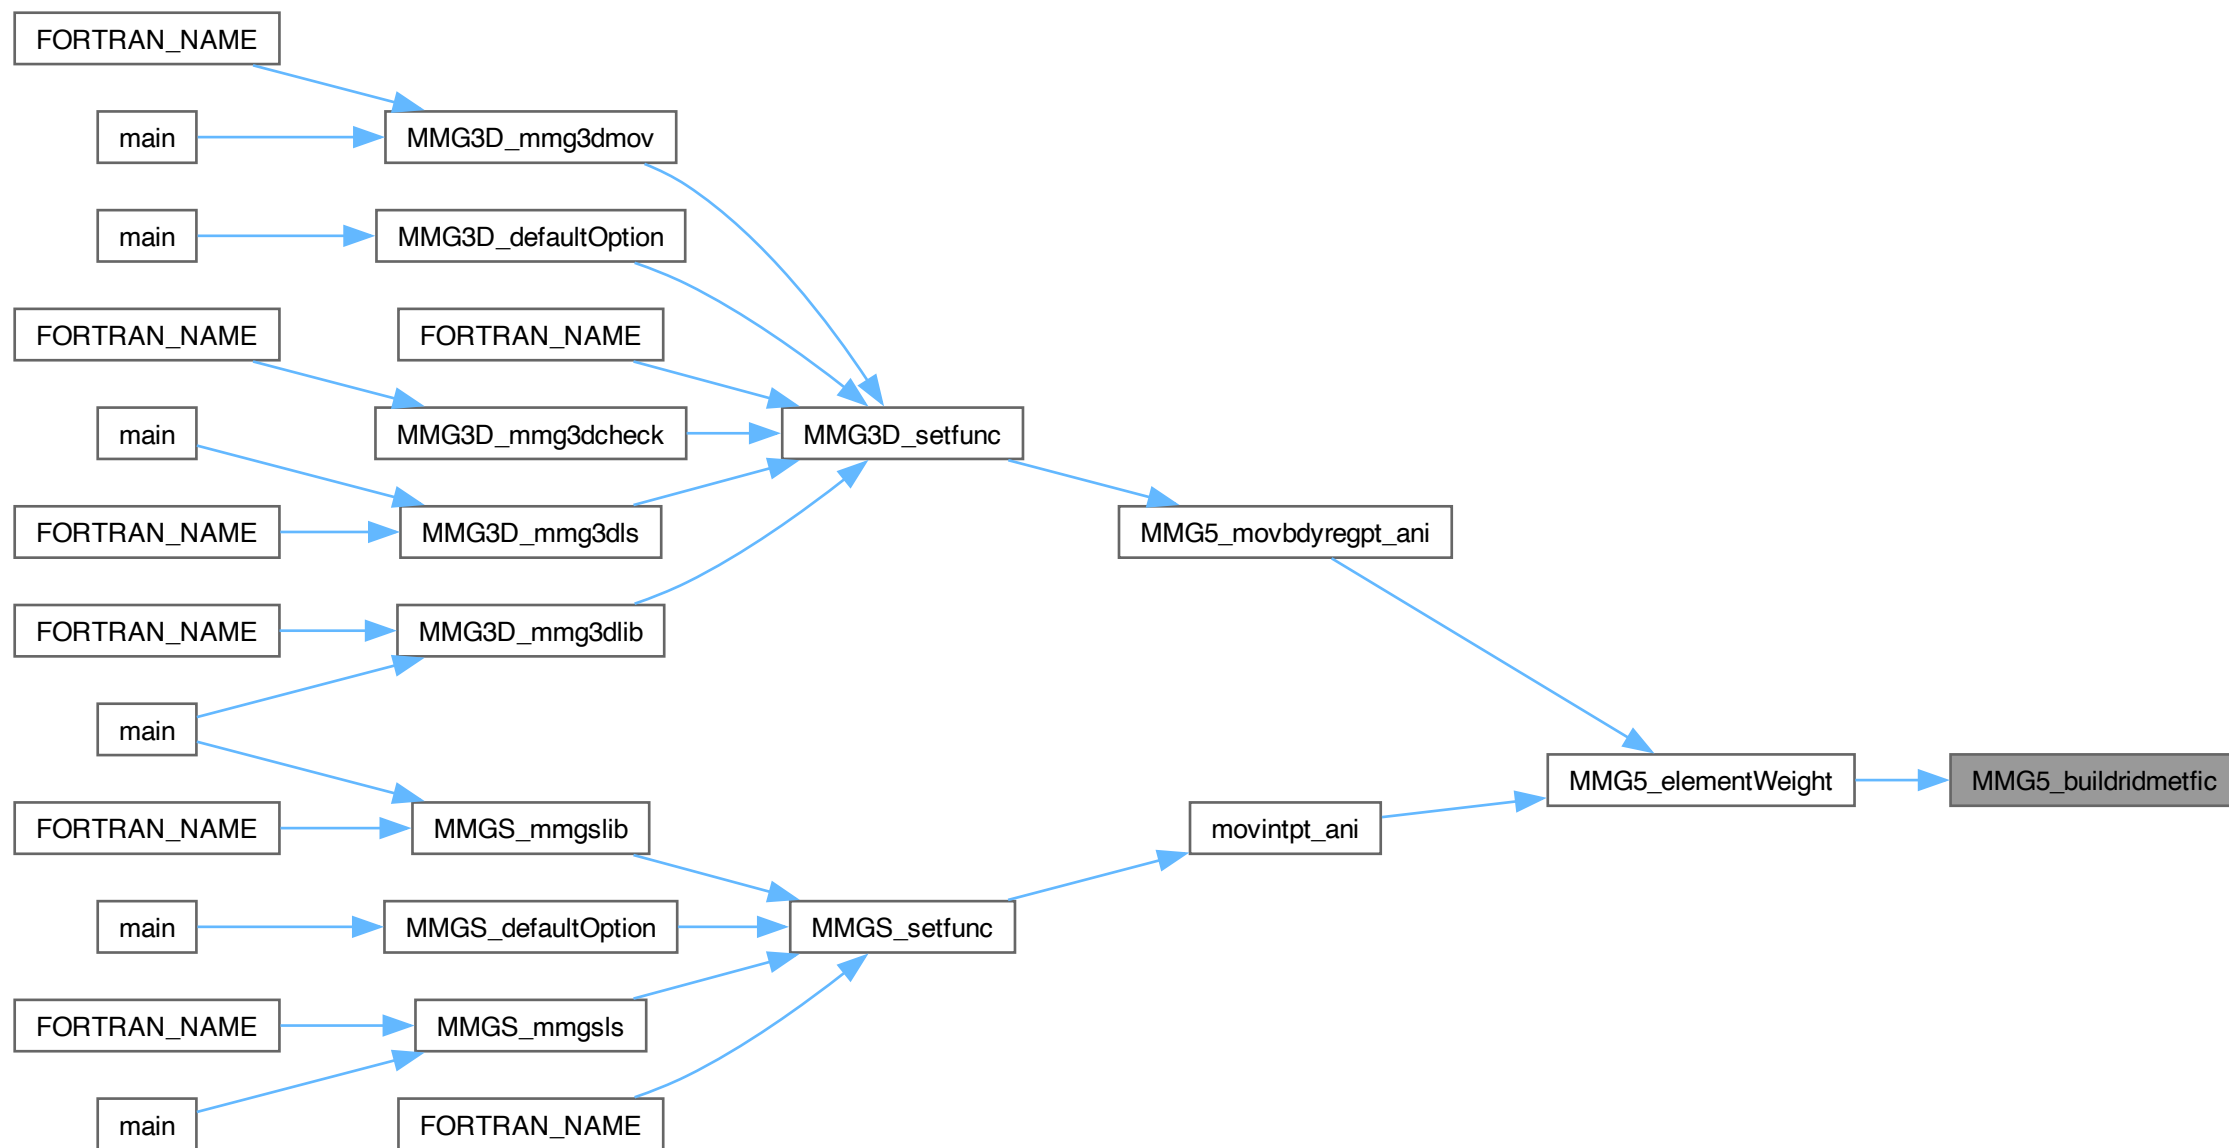 FORTRAN_NAME
main
MMG3D_mmg3dmov
main
MMG3D_defaultOption
FORTRAN_NAME
FORTRAN_NAME
main
MMG3D_mmg3dcheck
MMG3D_setfunc
FORTRAN_NAME
MMG3D_mmg3dls
MMG5_movbdyregpt_ani
FORTRAN_NAME
MMG3D_mmg3dlib
main
MMG5_elementWeight
MMG5_buildridmetfic
FORTRAN_NAME
MMGS_mmgslib
movintpt_ani
main
MMGS_defaultOption
MMGS_setfunc
FORTRAN_NAME
MMGS_mmgsls
main
FORTRAN_NAME